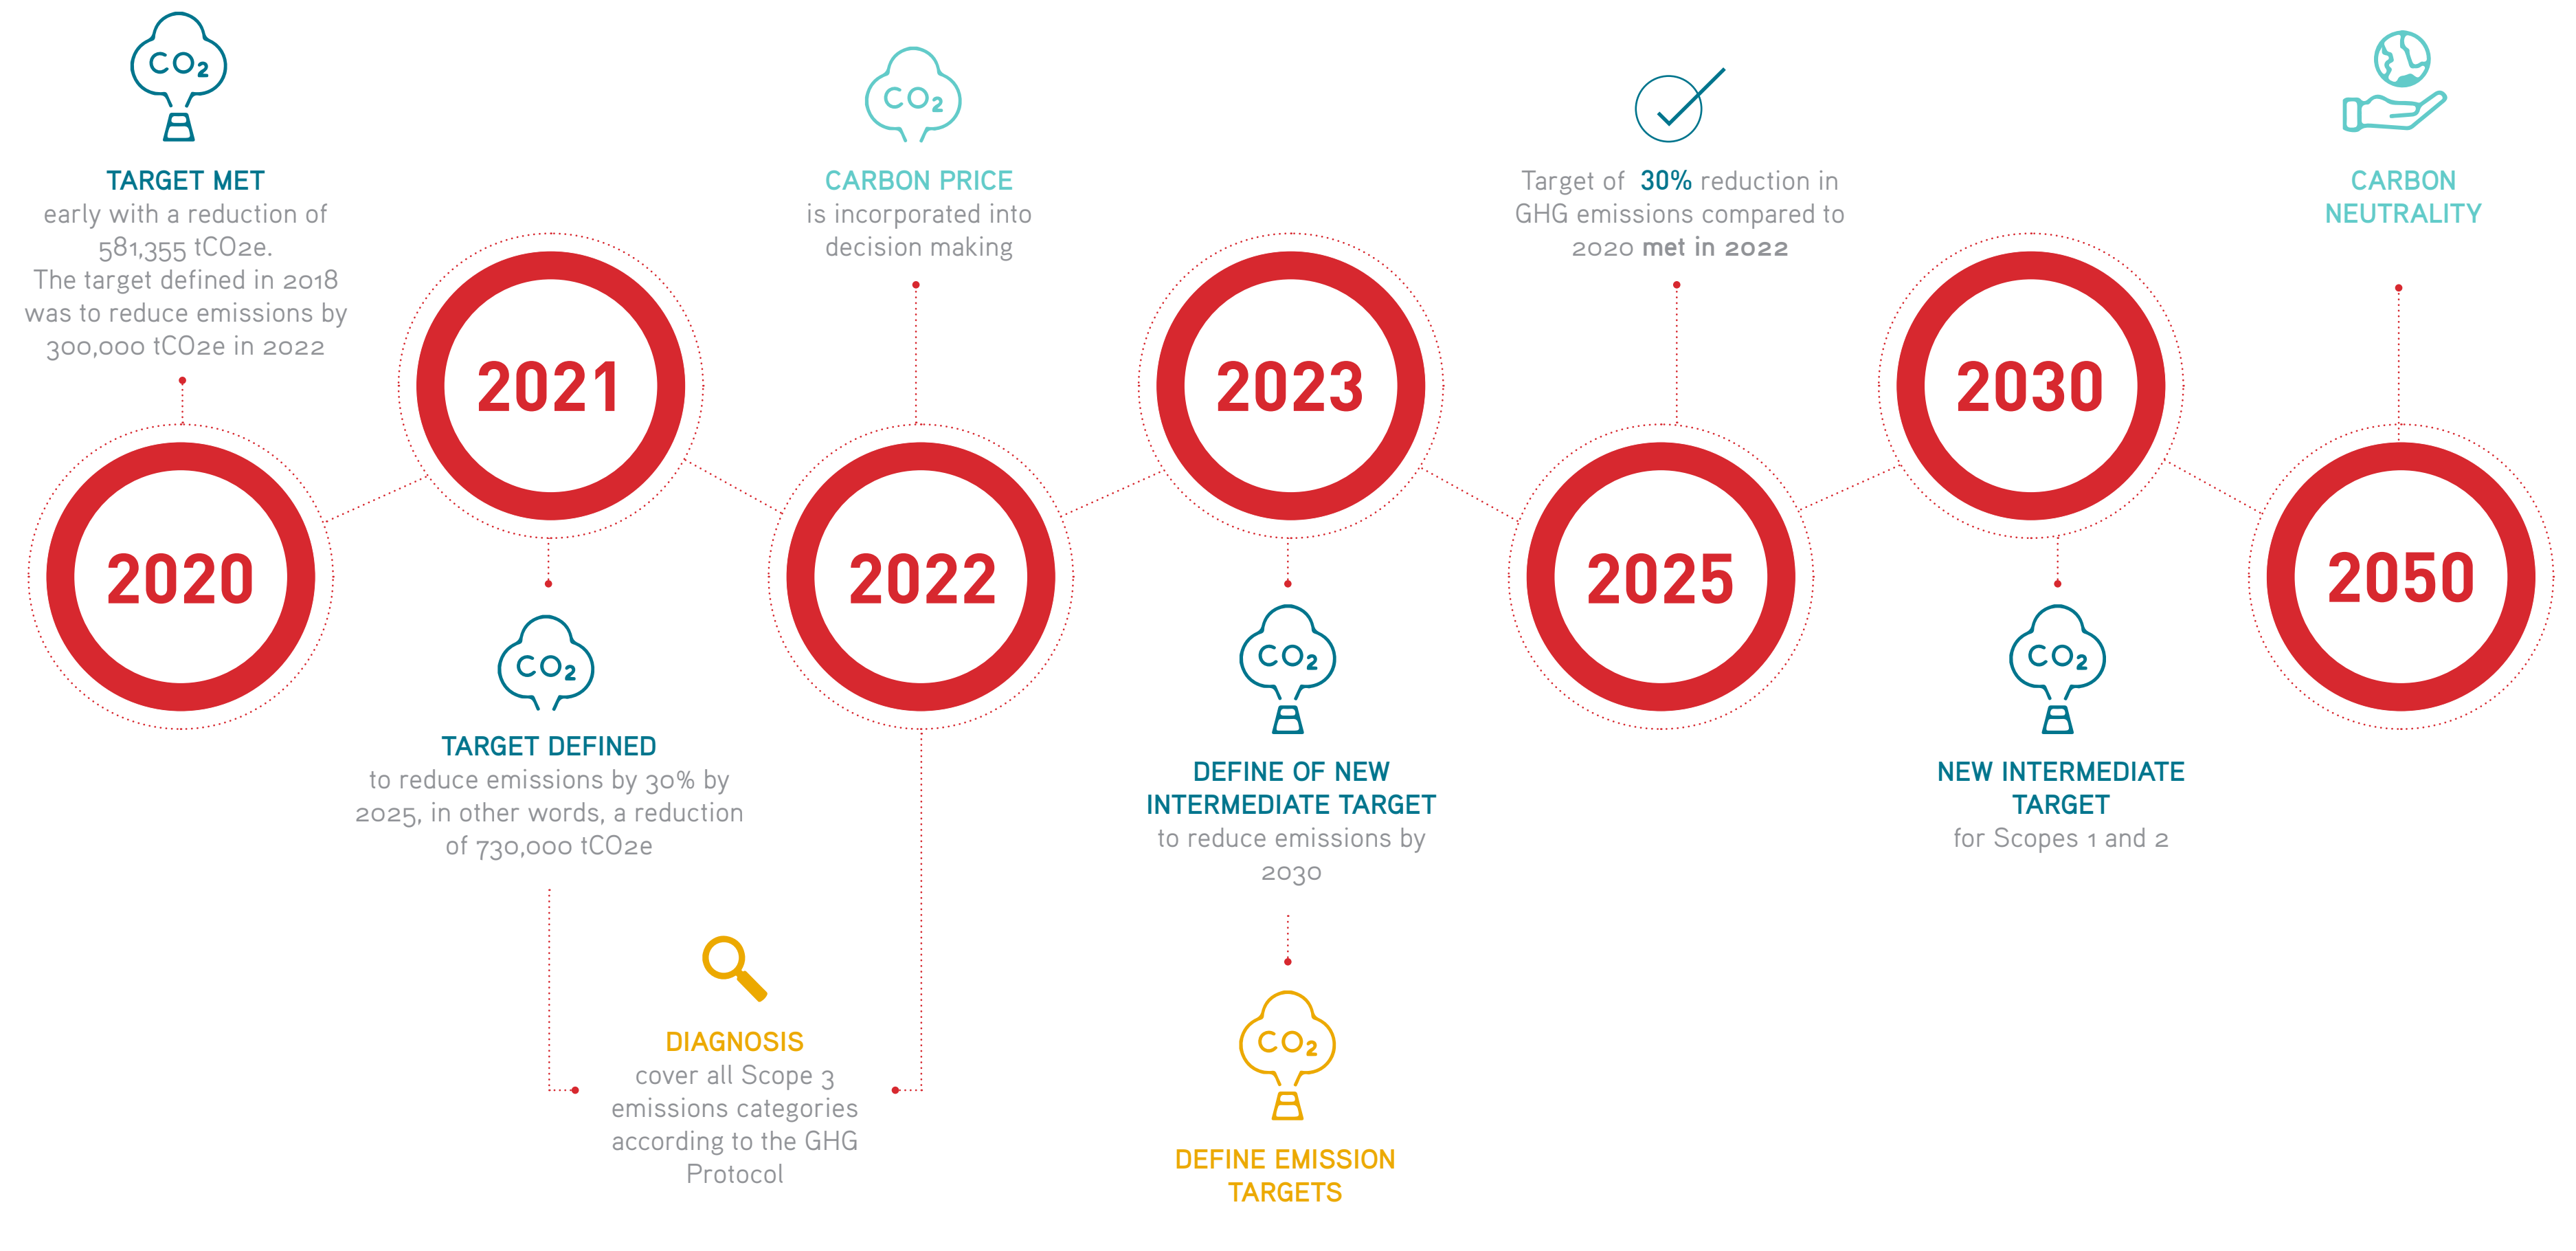 CO2
TARGET MET
early with a reduction of
581,355 tCO2e.
The target defined in 2018
was to reduce emissions by
300,000 tCO2e in 2022
2020
2021
CO2
TARGET DEFINED
to reduce emissions by 30% by
2025, in other words, a reduction
of 730,000 tCO2e
DIAGNOSIS
cover all Scope 3
emissions categories
according to the GHG
Protocol
CO2
CARBON PRICE
is incorporated into
decision making
2022
2023
CO2
DEFINE OF NEW
INTERMEDIATE TARGET
to reduce emissions by
2030
CO2
DEFINE EMISSION
TARGETS
Target of 30% reduction in
GHG emissions compared to
2020 met in 2022
2025
2030
CO2
NEW INTERMEDIATE
TARGET
for Scopes 1 and 2
CARBON
NEUTRALITY
2050